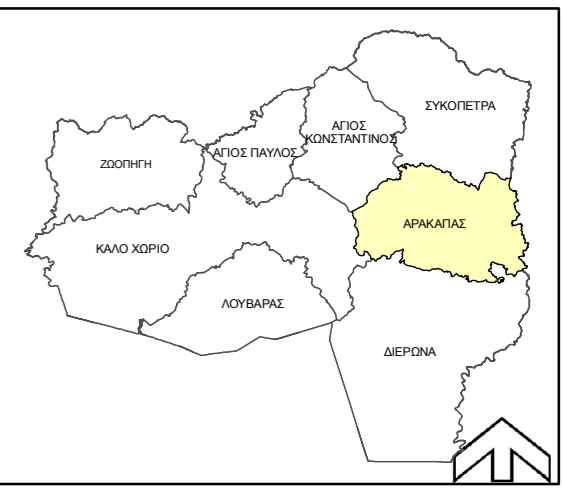 ΣΥΚΟΠΕΤΡΑ
ΑΓΙΟΣ
ΚΩΝΣΤΑΝΤΙΝΟΣ
ΑΓΙΟΣ ΠΑΥΛΟΣ
ΖΩΟΠΗΓΗ
ΑΡΑΚΑΠΑΣ
ΚΑΛΟ ΧΩΡΙΟ
ΛΟΥΒΑΡΑΣ
ΔΙΕΡΩΝΑ